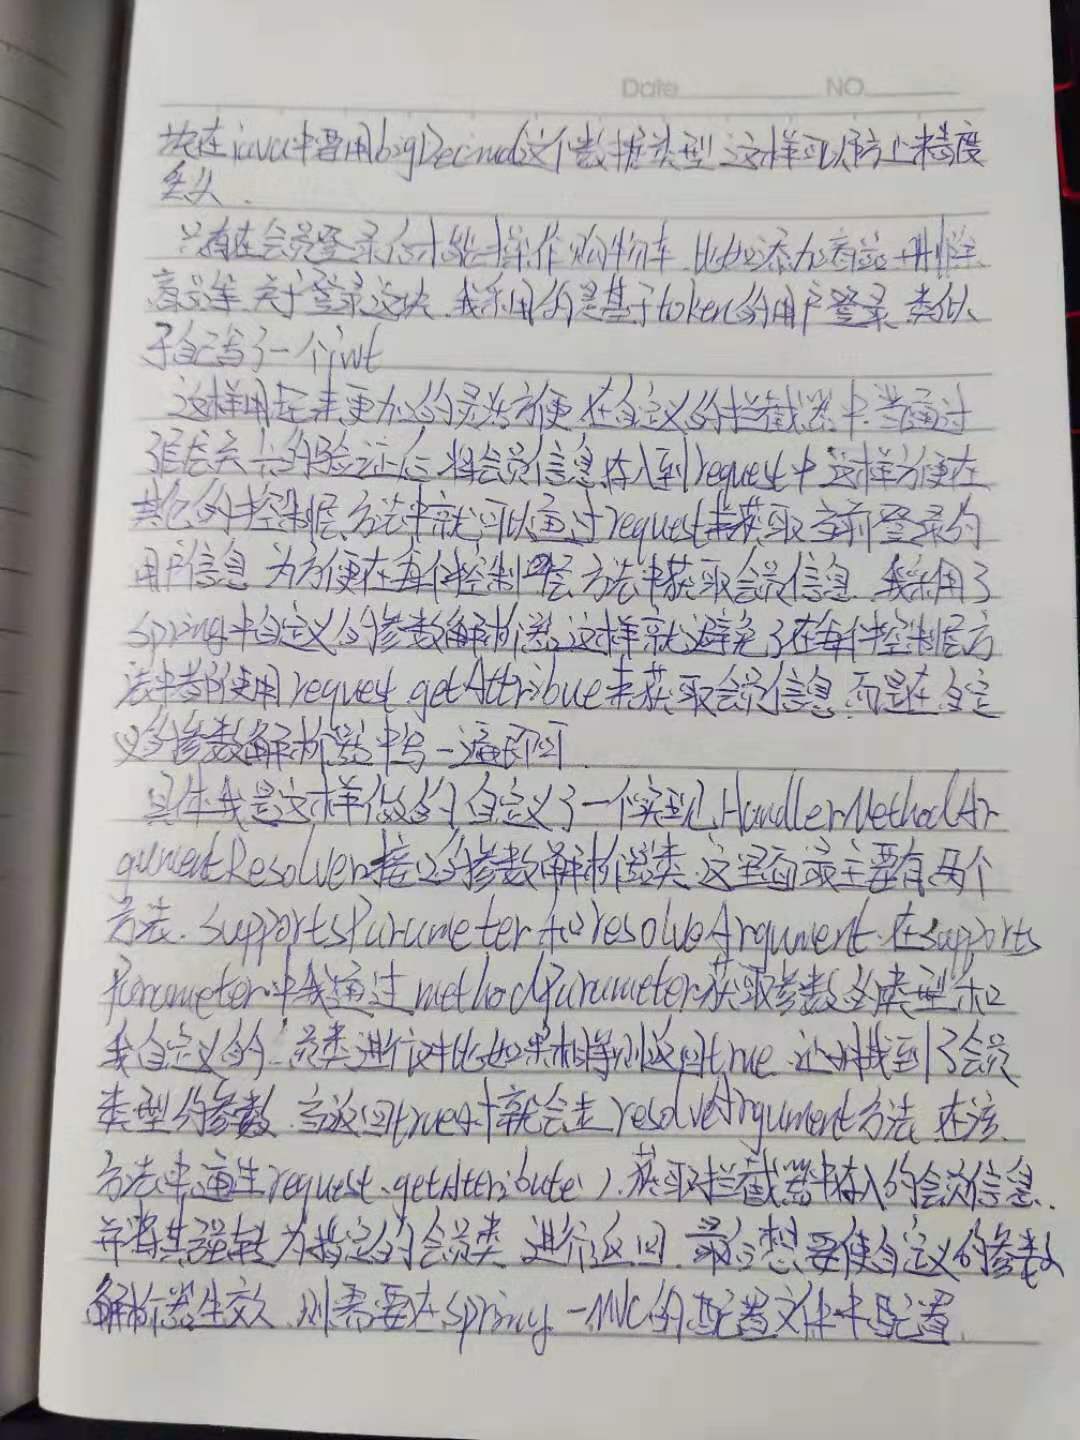 Date NO
在java中要用bigDecimal这个数据类型 这样可以防止精度
丢失.
只有在会员登录后才能操作购物车 比如添加商品 删除
商品等 关于登录这块 我采用的是基于token的用户登录 类似
于自己写了一个jwt
这样用起来更加的灵活方便 在自定义的拦截器中 当通过
层层关卡的验证后 将会员信息存入到request中 这样方便在
其它的控制层方法中就可以通过request来获取当前登录的
用户信息 为方便在每个控制层方法中获取会员信息 我采用了
spring中自定义的参数解析器 这样就避免了在每个控制层方
法中都使用request getAttribue来获取会员信息 而是在自定
义的参数解析器中写一遍即可.
具体我是这样做的 自定义了一个实现HandlerMethodAr
gumentResolver接口的参数解析器类 这里面最主要有两个
方法. SupportsParameter和resolveArgument 在supports
Parameter中我通过methodParameter获取参数的类型和
我自定义的 员类进行对比 如果相等则返回true 证明找到了会员
类型的参数 当返回true时就会走resolveArgument方法 在该
方法中通过request.getAttribute() 获取拦截器中存入的会员信息.
并将其强转为指定的会员类 进行返回 最后想要使自定义的参数
解析器生效 则需要在spring-MVC的配置文件中配置.